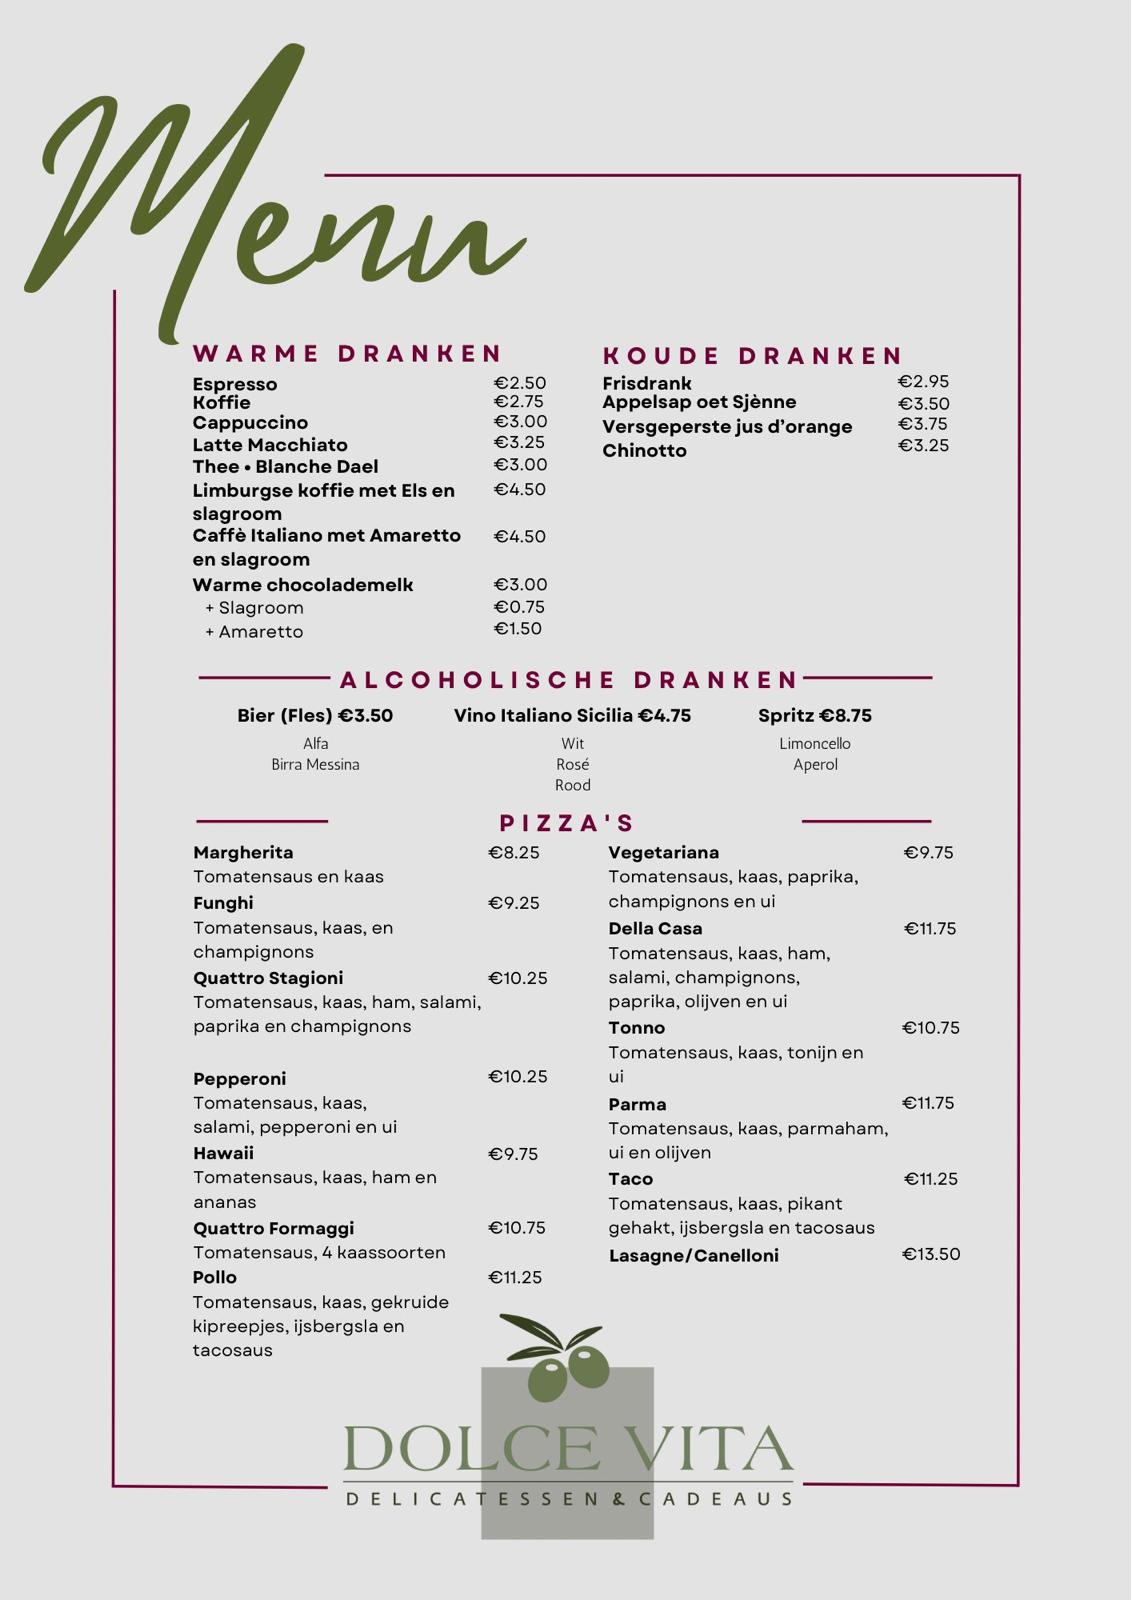 Menu
WARME DRANKEN
Espresso €2.50
Koffie €2.75
Cappuccino €3.00
Latte Macchiato €3.25
Thee • Blanche Dael €3.00
Limburgse koffie met Els en €4.50
slagroom
Caffè Italiano met Amaretto €4.50
en slagroom
Warme chocolademelk €3.00
+ Slagroom €0.75
+ Amaretto €1.50
KOUDE DRANKEN
Frisdrank €2.95
Appelsap oet Sjènne €3.50
Versgeperste jus d’orange €3.75
Chinotto €3.25
ALCOHOLISCHE DRANKEN
Bier (Fles) €3.50
Alfa
Birra Messina
Vino Italiano Sicilia €4.75
Wit
Rosé
Rood
Spritz €8.75
Limoncello
Aperol
PIZZA'S
Margherita €8.25
Tomatensaus en kaas
Funghi €9.25
Tomatensaus, kaas, en
champignons
Quattro Stagioni €10.25
Tomatensaus, kaas, ham, salami,
paprika en champignons
Pepperoni €10.25
Tomatensaus, kaas,
salami, pepperoni en ui
Hawaii €9.75
Tomatensaus, kaas, ham en
ananas
Quattro Formaggi €10.75
Tomatensaus, 4 kaassoorten
Pollo €11.25
Tomatensaus, kaas, gekruide
kipreepjes, ijsbergsla en
tacosaus
Vegetariana €9.75
Tomatensaus, kaas, paprika,
champignons en ui
Della Casa €11.75
Tomatensaus, kaas, ham,
salami, champignons,
paprika, olijven en ui
Tonno €10.75
Tomatensaus, kaas, tonijn en
ui
Parma €11.75
Tomatensaus, kaas, parmaham,
ui en olijven
Taco €11.25
Tomatensaus, kaas, pikant
gehakt, ijsbergsla en tacosaus
Lasagne/Canelloni €13.50
DOLCE VITA
DELICATESSEN & CADEAUS